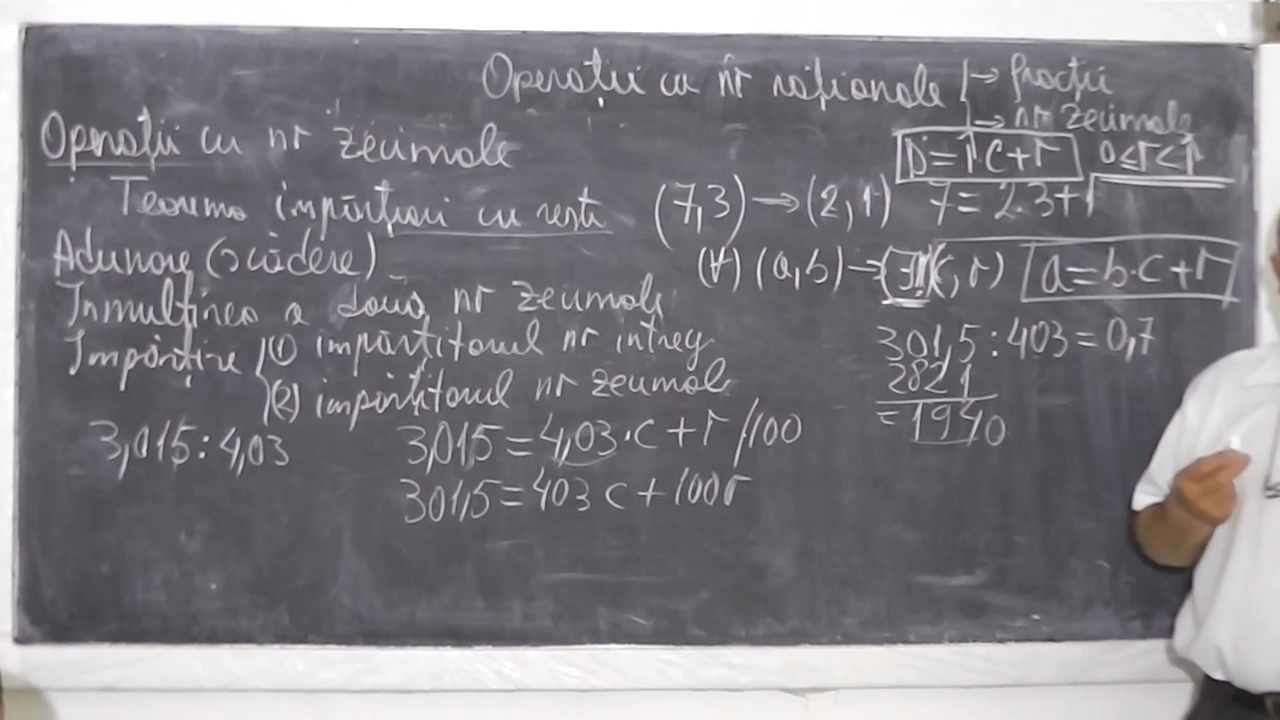 Operații cu nr raționale → fracții
→ nr zecimale
Operații cu nr zecimale
D=Î·C+r 0≤r<Î
Teorema împărțirii cu rest (7,3)→(2,1) 7=2·3+1
Adunare (scădere) (∀)(a,b)→(∃!)(c,r) a=b·c+r
Înmulțirea a două nr zecimale
Împărțire (1) împărțitorul nr întreg
(2) împărțitorul nr zecimal
301,5:403=0,7
2821
=1940
3,015:4,03 3,015=4,03·c+r /100
301,5=403c+100r